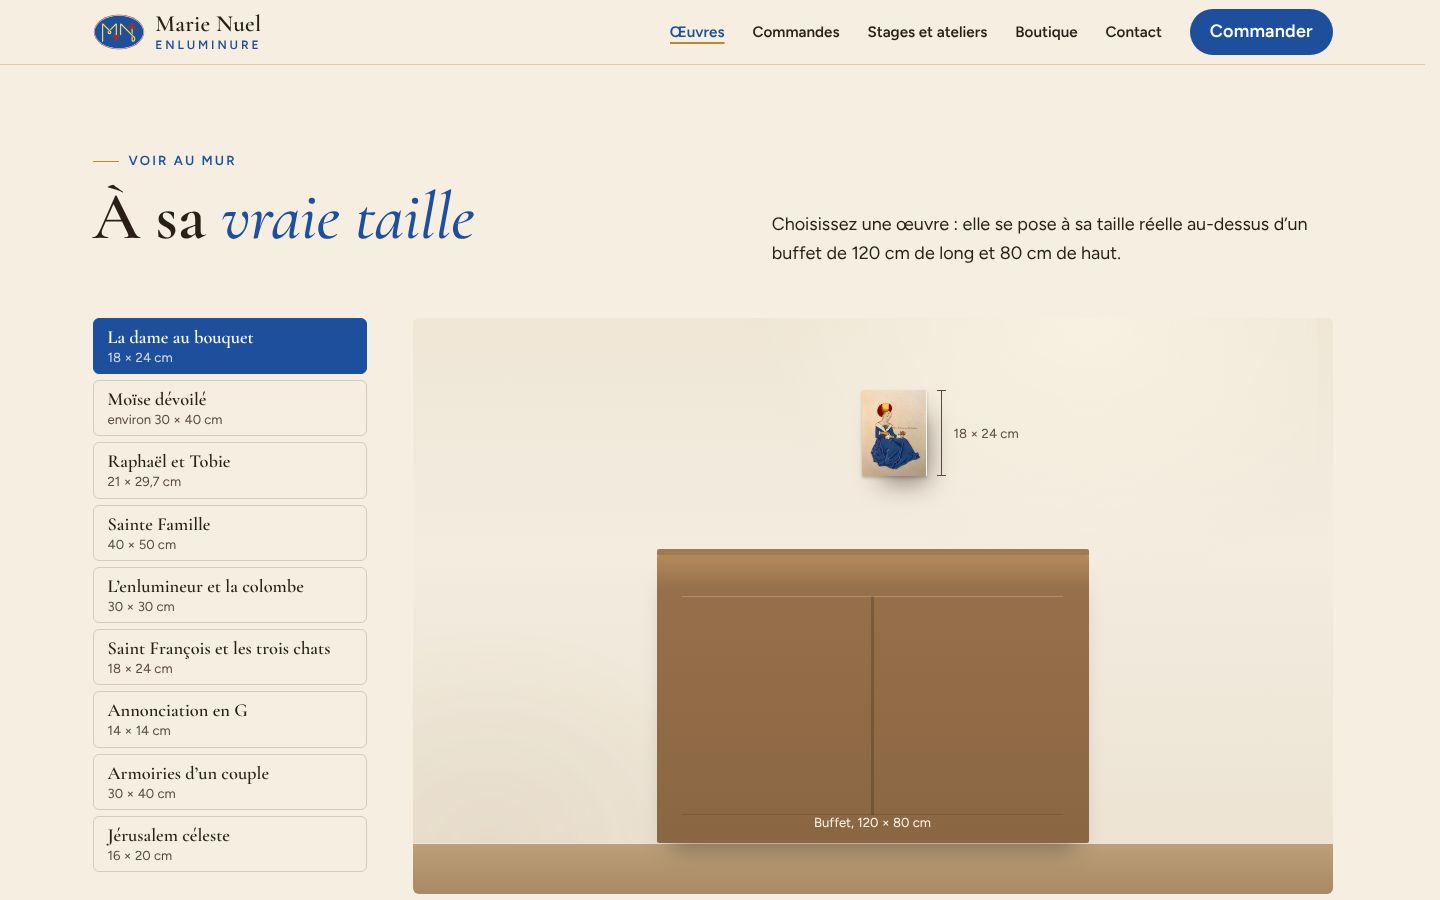 Marie Nuel
ENLUMINURE
Œuvres
Commandes
Stages et ateliers
Boutique
Contact
Commander
VOIR AU MUR
À sa vraie taille
Choisissez une œuvre : elle se pose à sa taille réelle au-dessus d’un
buffet de 120 cm de long et 80 cm de haut.
La dame au bouquet
18 × 24 cm
Moïse dévoilé
environ 30 × 40 cm
Raphaël et Tobie
21 × 29,7 cm
Sainte Famille
40 × 50 cm
L’enlumineur et la colombe
30 × 30 cm
Saint François et les trois chats
18 × 24 cm
Annonciation en G
14 × 14 cm
Armoiries d’un couple
30 × 40 cm
Jérusalem céleste
16 × 20 cm
18 × 24 cm
Buffet, 120 × 80 cm